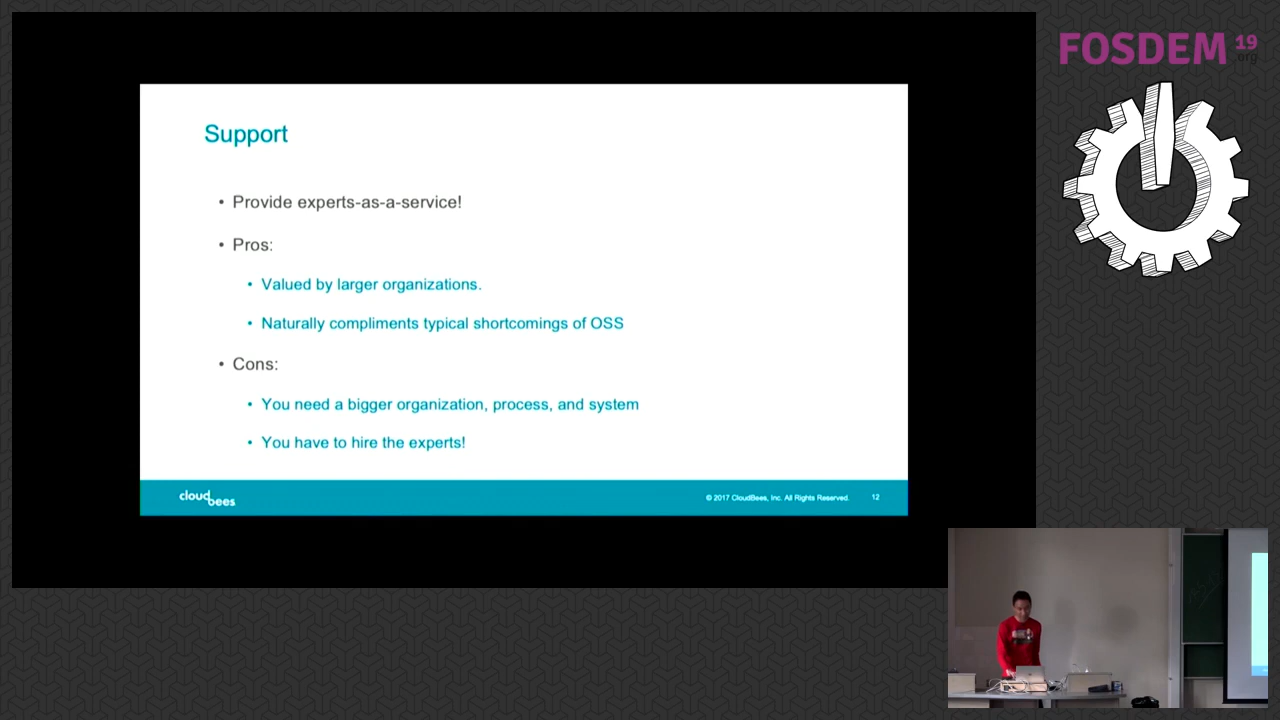 FOSDEM 19
.org
Support
• Provide experts-as-a-service!
• Pros:
• Valued by larger organizations.
• Naturally compliments typical shortcomings of OSS
• Cons:
• You need a bigger organization, process, and system
• You have to hire the experts!
cloudbees
© 2017 CloudBees, Inc. All Rights Reserved.
12